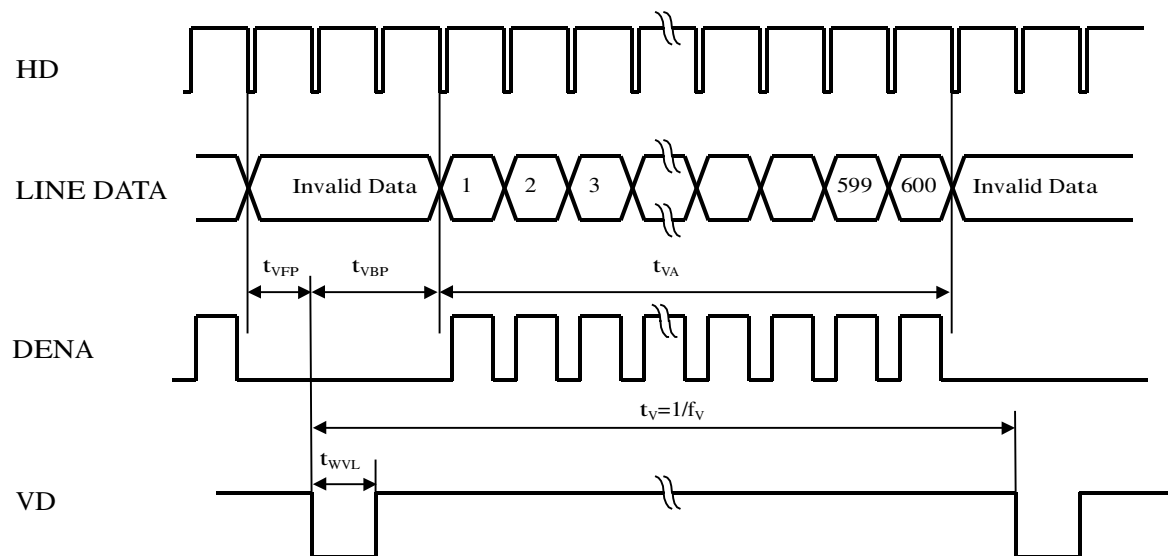 HD
LINE DATA
Invalid Data 1 2 3 599 600 Invalid Data
tVFP tVBP tVA
DENA
tV=1/fV
tWVL
VD